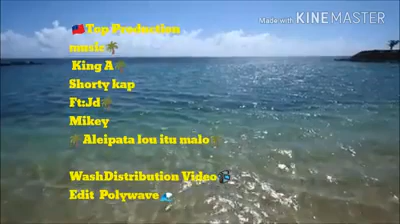 Made with KINEMASTER
🇼🇸Top Production
music🌴
King A🌴
Shorty kap
Ft:Jd🌴
Mikey
🌴Aleipata lou itu malo🌴
WashDistribution Video📹
Edit Polywave🌊